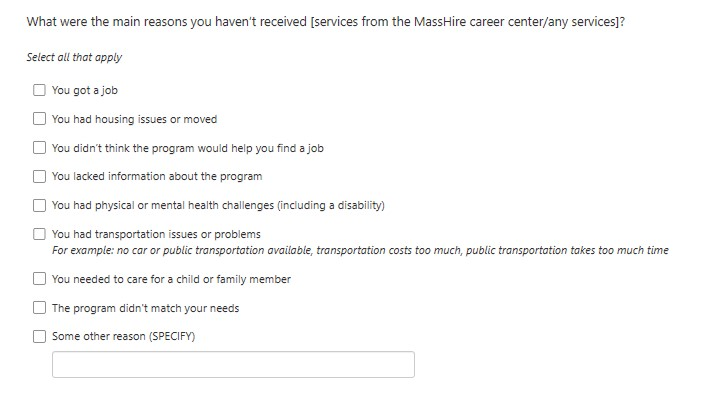 What were the main reasons you haven't received [services from the MassHire career center/any services]?
Select all that apply
You got a job
You had housing issues or moved
You didn't think the program would help you find a job
You lacked information about the program
You had physical or mental health challenges (including a disability)
You had transportation issues or problems
For example: no car or public transportation available, transportation costs too much, public transportation takes too much time
You needed to care for a child or family member
The program didn't match your needs
Some other reason (SPECIFY)